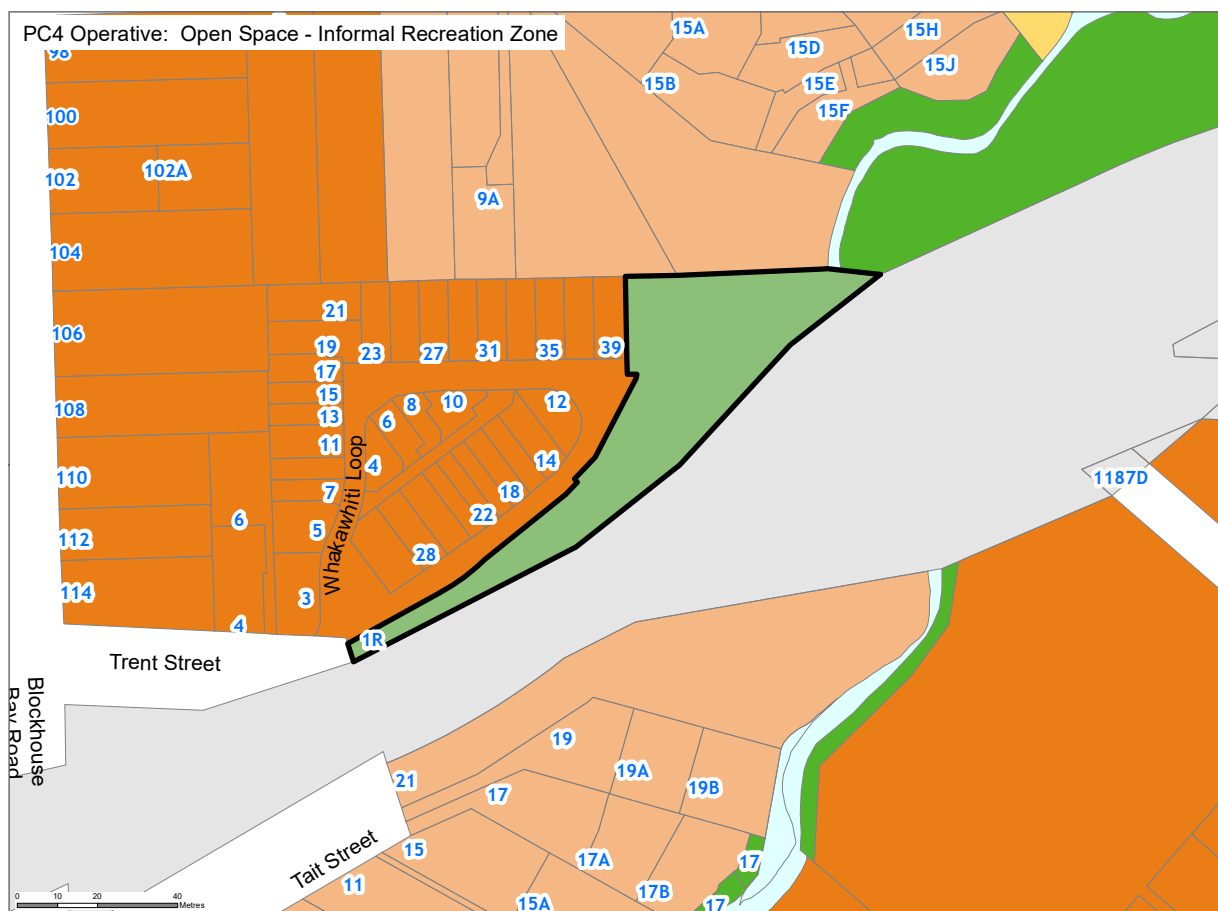 PC4 Operative: Open Space - Informal Recreation Zone
98
15A
15H
15D
15J
15B
15E
15F
100
102A
102
9A
104
21
106
19
23
27
31
35
39
17
15
108
13
8
10
12
6
11
4
14
110
7
18
6
22
5
112
28
114
3
4
Whakawhiti Loop
1R
Trent Street
1187D
Blockhouse
Bay Road
19
19A
21
19B
17
15
17A
17
11
17B
15A
17
Tait Street
0 10 20 40
Metres